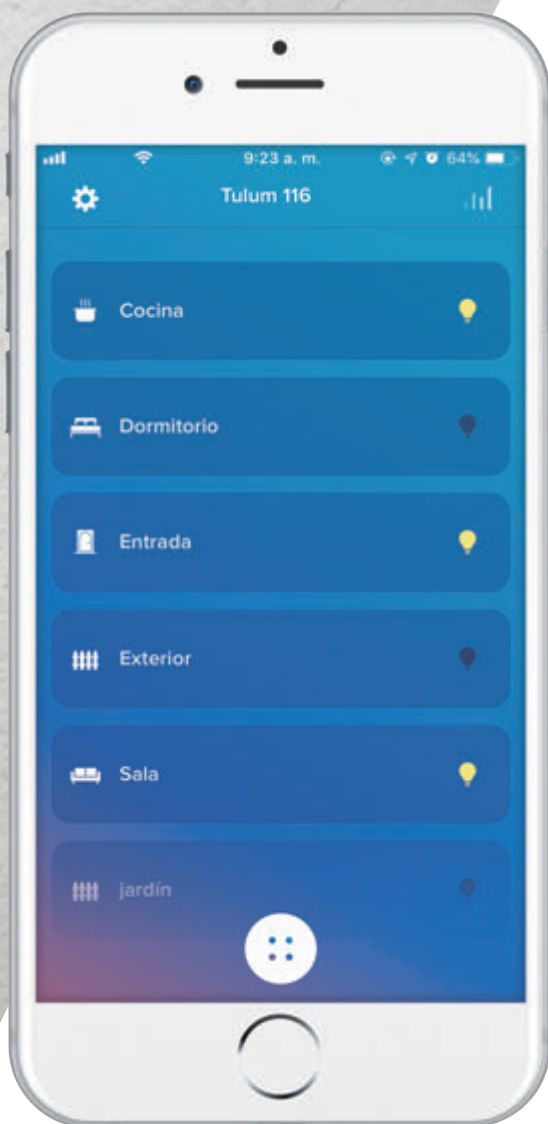 9:23 a. m. 64%
Tulum 116
Cocina
Dormitorio
Entrada
Exterior
Sala
jardín